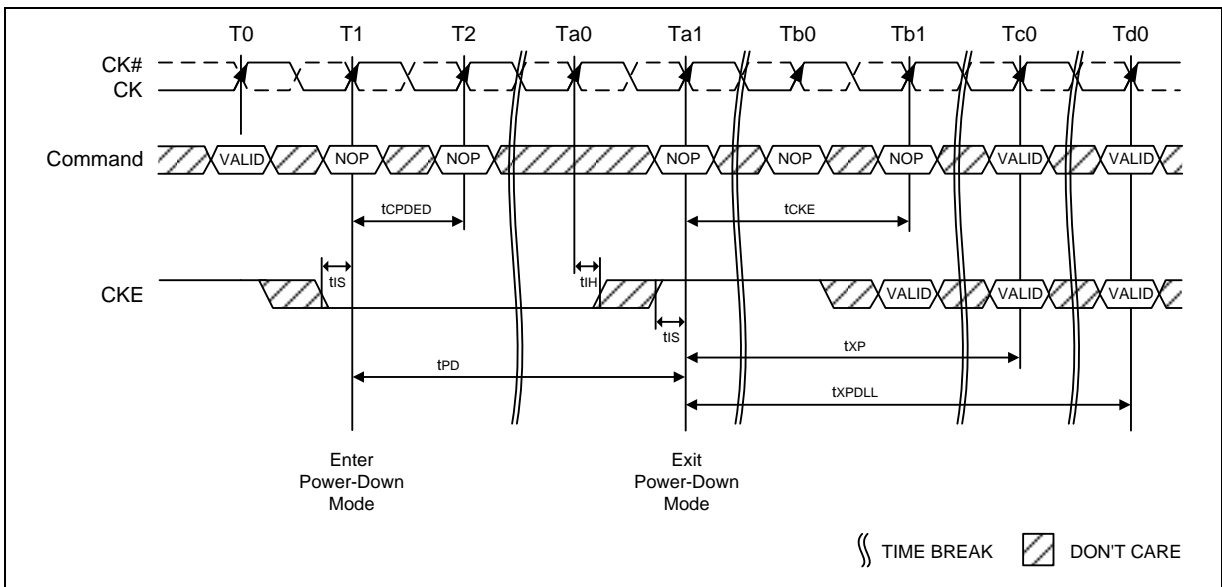 T0 T1 T2 Ta0 Ta1 Tb0 Tb1 Tc0 Td0
CK#
CK
Command VALID NOP NOP NOP NOP NOP VALID VALID
tCPDED tCKE
tIS tIH
CKE VALID VALID VALID
tIS
tXP
tPD
tXPDLL
Enter
Power-Down
Mode
Exit
Power-Down
Mode
TIME BREAK DON'T CARE